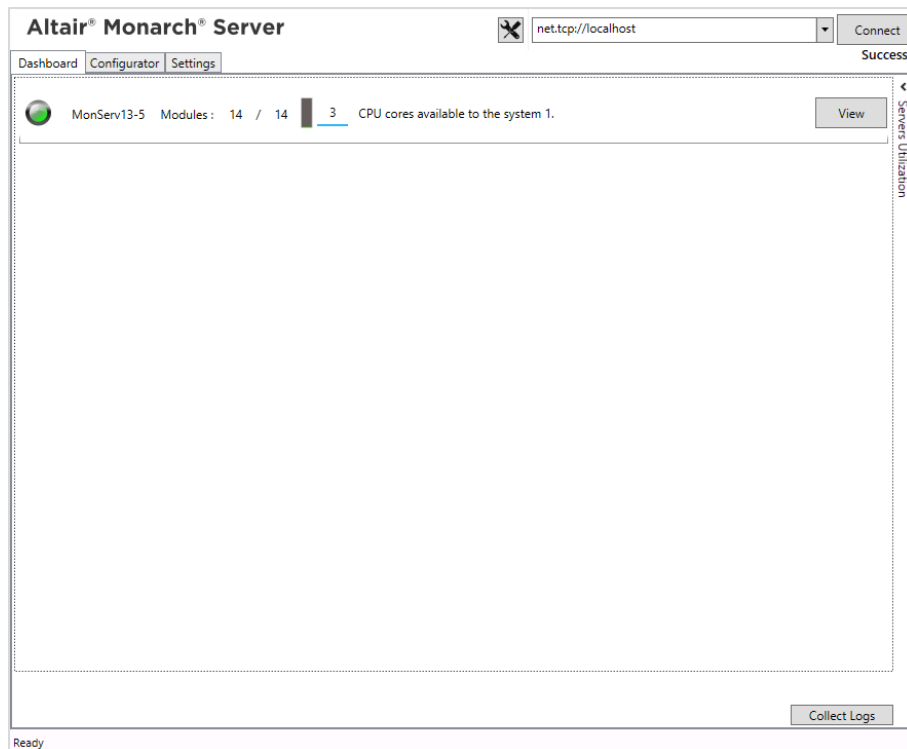 Altair® Monarch® Server
net.tcp://localhost
Connect
Success
Dashboard Configurator Settings
MonServ13-5 Modules : 14 / 14 3 CPU cores available to the system 1. View
Servers Utilization
Collect Logs
Ready